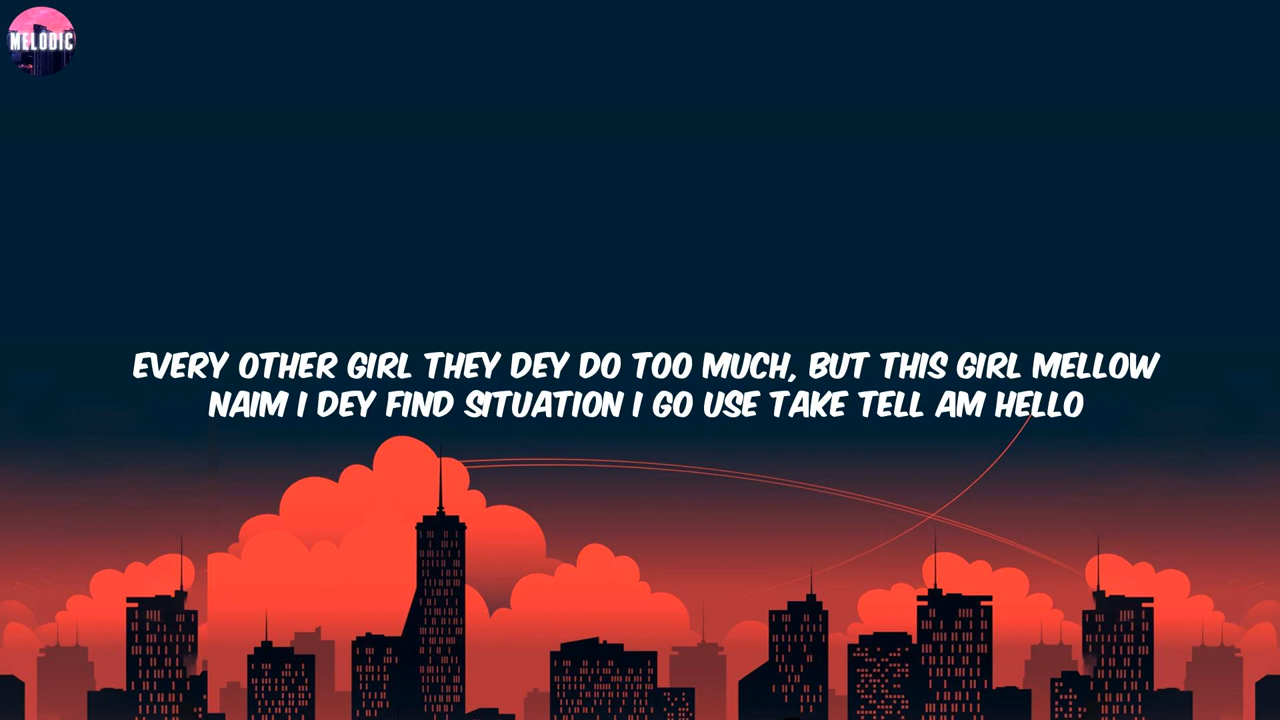 MELODIC
EVERY OTHER GIRL THEY DEY DO TOO MUCH, BUT THIS GIRL MELLOW
NAIM I DEY FIND SITUATION I GO USE TAKE TELL AM HELLO